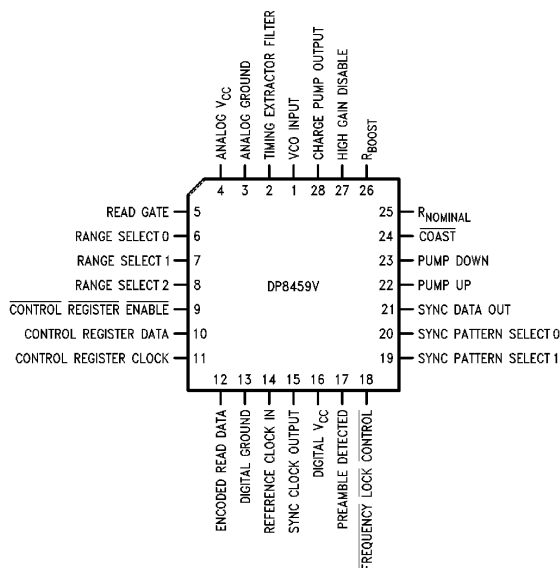 ANALOG VCC
ANALOG GROUND
TIMING EXTRACTOR FILTER
VCO INPUT
CHARGE PUMP OUTPUT
HIGH GAIN DISABLE
RBOOST
4 3 2 1 28 27 26
READ GATE 5
RANGE SELECT 0 6
RANGE SELECT 1 7
RANGE SELECT 2 8
CONTROL REGISTER ENABLE 9
CONTROL REGISTER DATA 10
CONTROL REGISTER CLOCK 11
DP8459V
25 RNOMINAL
24 COAST
23 PUMP DOWN
22 PUMP UP
21 SYNC DATA OUT
20 SYNC PATTERN SELECT 0
19 SYNC PATTERN SELECT 1
12 13 14 15 16 17 18
ENCODED READ DATA
DIGITAL GROUND
REFERENCE CLOCK IN
SYNC CLOCK OUTPUT
DIGITAL VCC
PREAMBLE DETECTED
FREQUENCY LOCK CONTROL